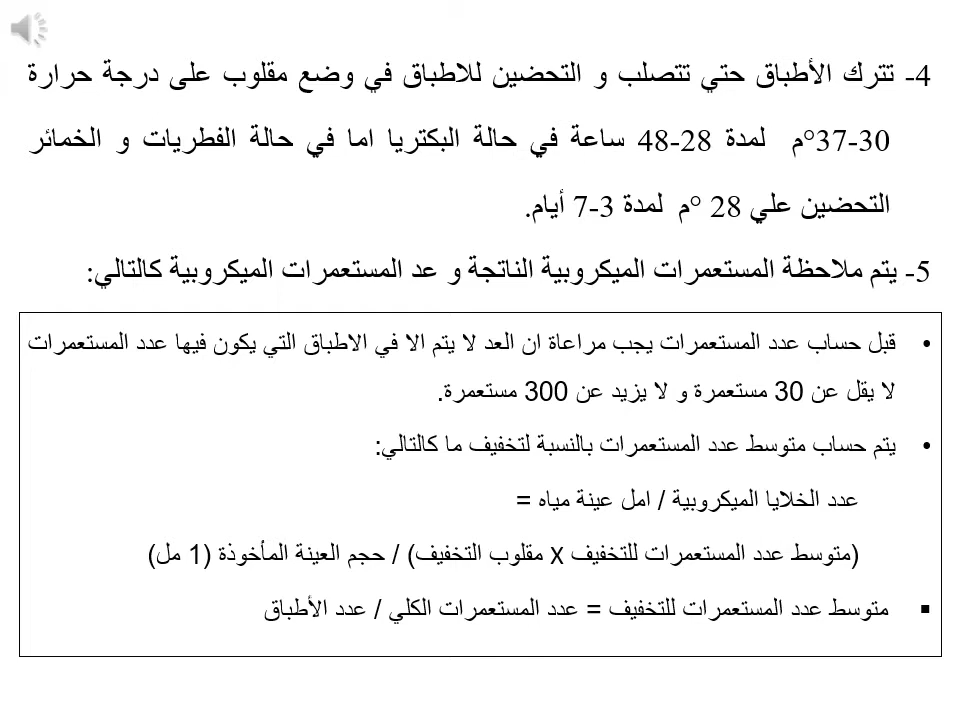 4- تترك الأطباق حتي تتصلب و التحضين للاطباق في وضع مقلوب على درجة حرارة
30-37°م لمدة 28-48 ساعة في حالة البكتريا اما في حالة الفطريات و الخمائر
التحضين علي 28 °م لمدة 3-7 أيام.
5- يتم ملاحظة المستعمرات الميكروبية الناتجة و عد المستعمرات الميكروبية كالتالي:
• قبل حساب عدد المستعمرات يجب مراعاة ان العد لا يتم الا في الاطباق التي يكون فيها عدد المستعمرات
لا يقل عن 30 مستعمرة و لا يزيد عن 300 مستعمرة.
• يتم حساب متوسط عدد المستعمرات بالنسبة لتخفيف ما كالتالي:
عدد الخلايا الميكروبية / امل عينة مياه =
(متوسط عدد المستعمرات للتخفيف x مقلوب التخفيف) / حجم العينة المأخوذة (1 مل)
▪ متوسط عدد المستعمرات للتخفيف = عدد المستعمرات الكلي / عدد الأطباق